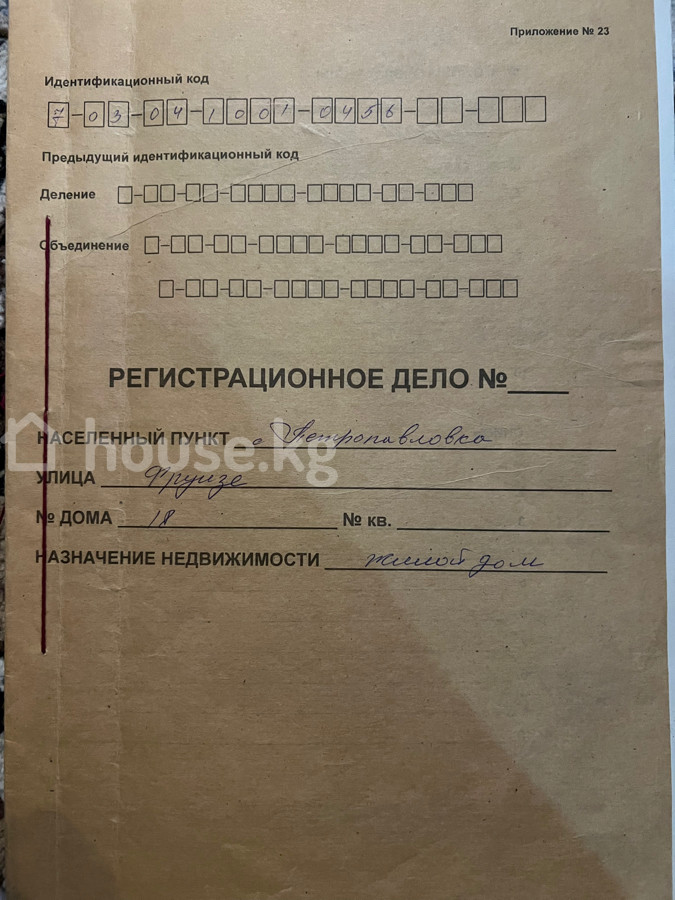 Приложение № 23
Идентификационный код
7-03-04-1001-0456-
Предыдущий идентификационный код
Деление
Объединение
РЕГИСТРАЦИОННОЕ ДЕЛО №
НАСЕЛЕННЫЙ ПУНКТ с Петропавловка
house.kg
УЛИЦА Фрунзе
№ ДОМА 18 № КВ.
НАЗНАЧЕНИЕ НЕДВИЖИМОСТИ жилой дом